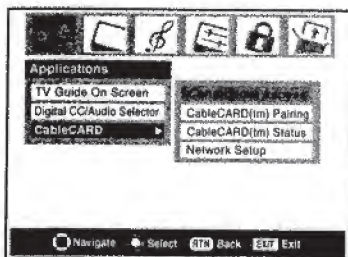 Applications
TV Guide On Screen
Digital CC/Audio Selector
CableCARD
CableCARD(tm) Pairing
CableCARD(tm) Status
Network Setup
Navigate Select RTN Back EXIT Exit